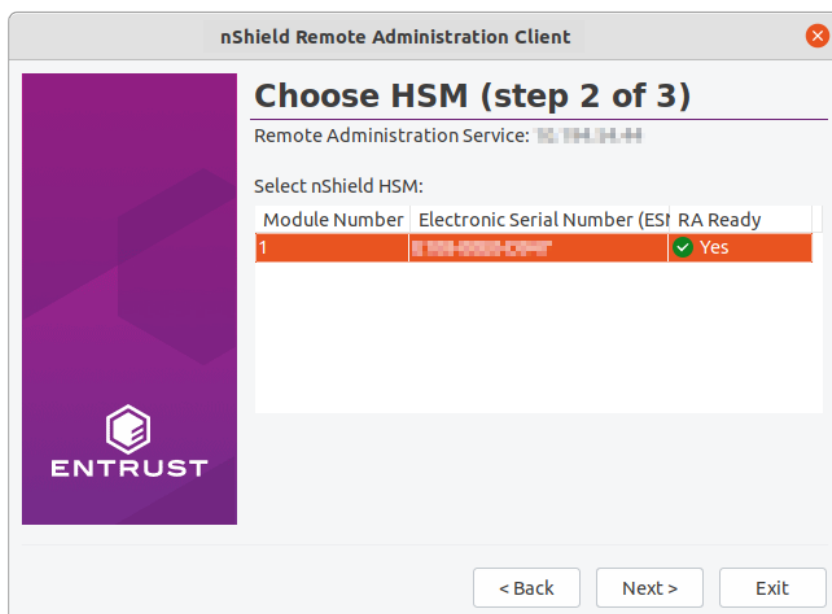 nShield Remote Administration Client
Choose HSM (step 2 of 3)
Remote Administration Service:
Select nShield HSM:
Module Number Electronic Serial Number (ESN RA Ready
1 Yes
ENTRUST
< Back Next > Exit